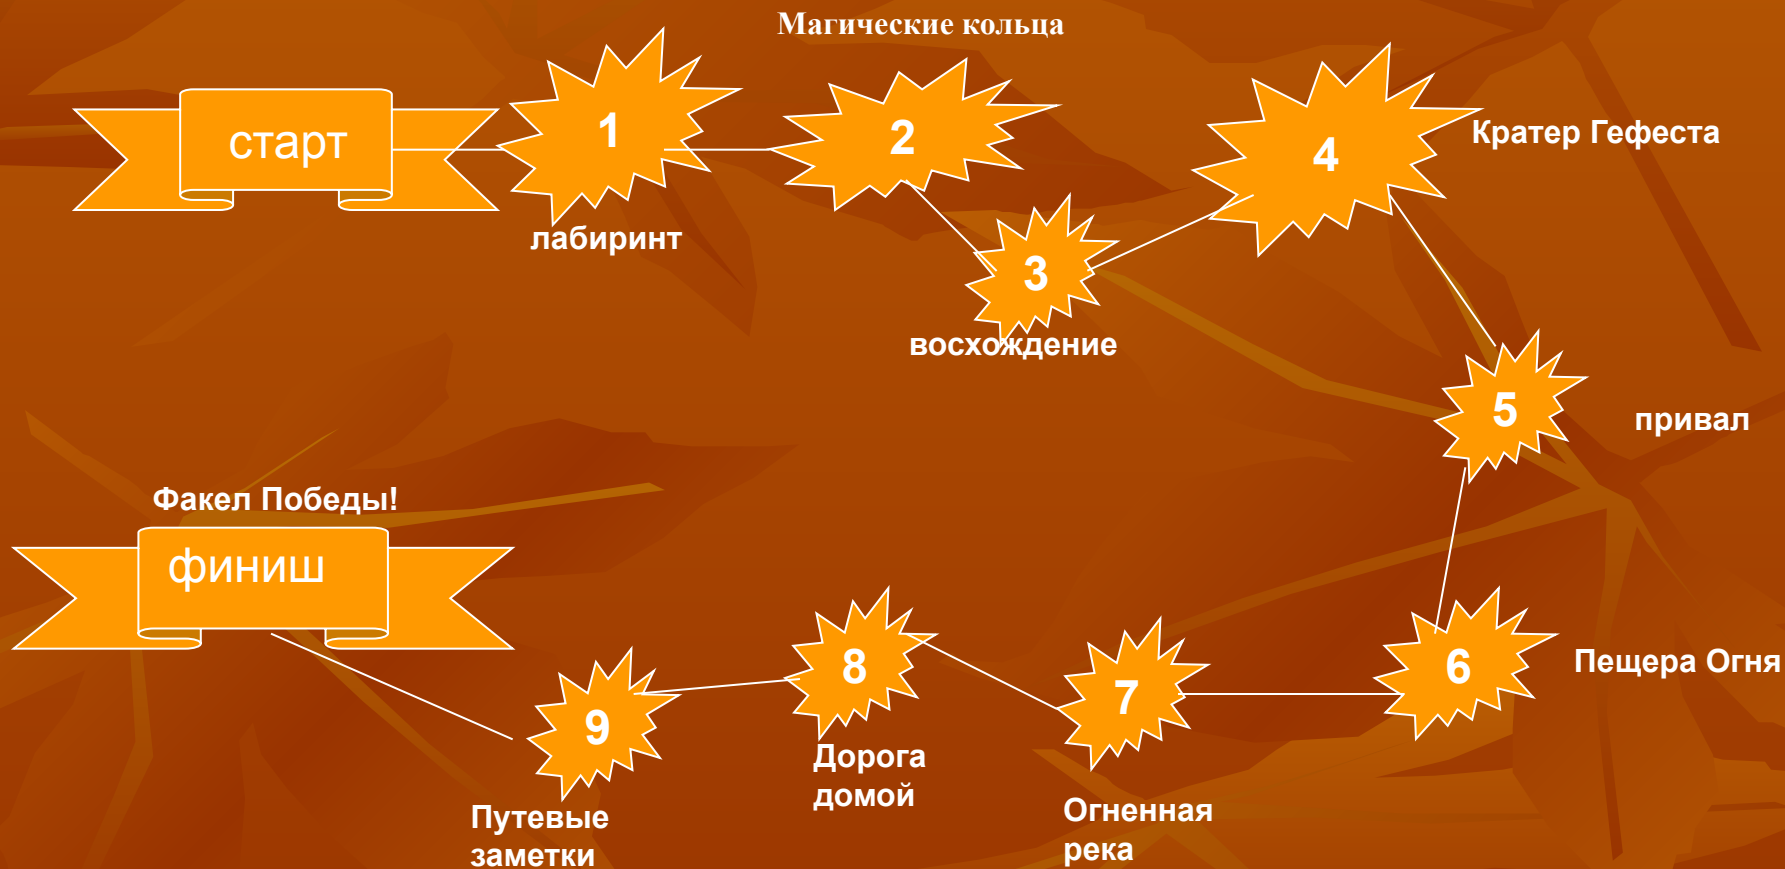 Магические кольца
старт
1
лабиринт
2
3
восхождение
4
Кратер Гефеста
5
привал
6
Пещера Огня
7
Огненная
река
8
Дорога
домой
9
Путевые
заметки
Факел Победы!
финиш